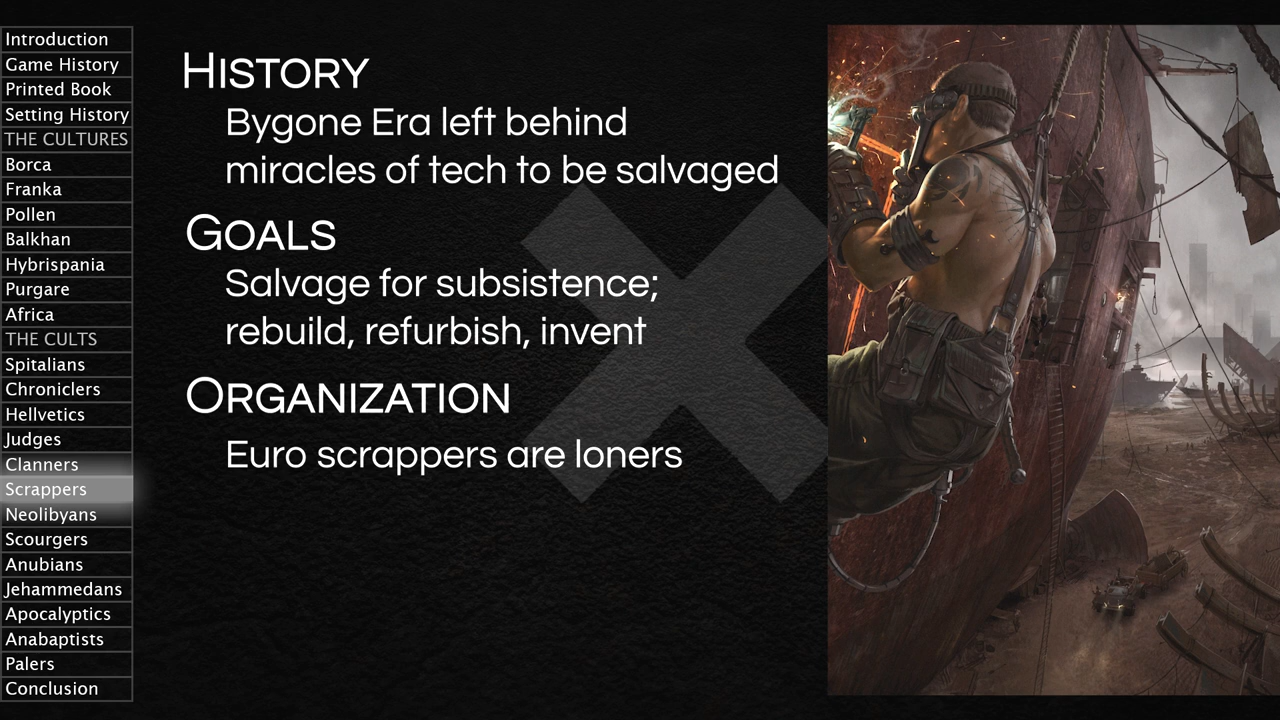 Introduction
Game History
Printed Book
Setting History
THE CULTURES
Borca
Franka
Pollen
Balkhan
Hybrispania
Purgare
Africa
THE CULTS
Spitalians
Chroniclers
Hellvetics
Judges
Clanners
Scrappers
Neolibyans
Scourgers
Anubians
Jehammedans
Apocalyptics
Anabaptists
Palers
Conclusion
HISTORY
Bygone Era left behind
miracles of tech to be salvaged
GOALS
Salvage for subsistence;
rebuild, refurbish, invent
ORGANIZATION
Euro scrappers are loners